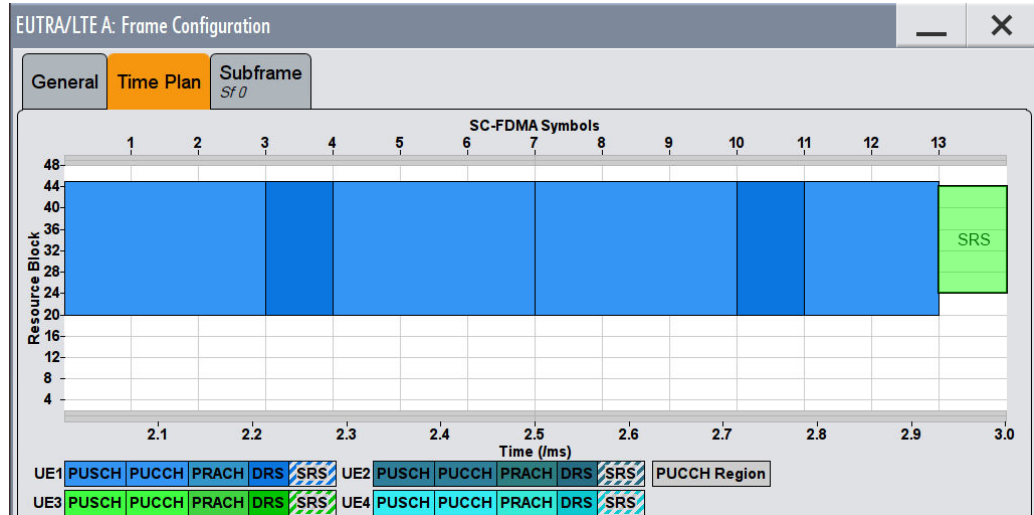 EUTRA/LTE A: Frame Configuration
General Time Plan Subframe
Sf 0
SC-FDMA Symbols
1 2 3 4 5 6 7 8 9 10 11 12 13
48
44
40
36
32
28
24
20
16
12
8
4
Resource Block
SRS
2.1 2.2 2.3 2.4 2.5 2.6 2.7 2.8 2.9 3.0
Time (/ms)
UE1 PUSCH PUCCH PRACH DRS SRS UE2 PUSCH PUCCH PRACH DRS SRS PUCCH Region
UE3 PUSCH PUCCH PRACH DRS SRS UE4 PUSCH PUCCH PRACH DRS SRS